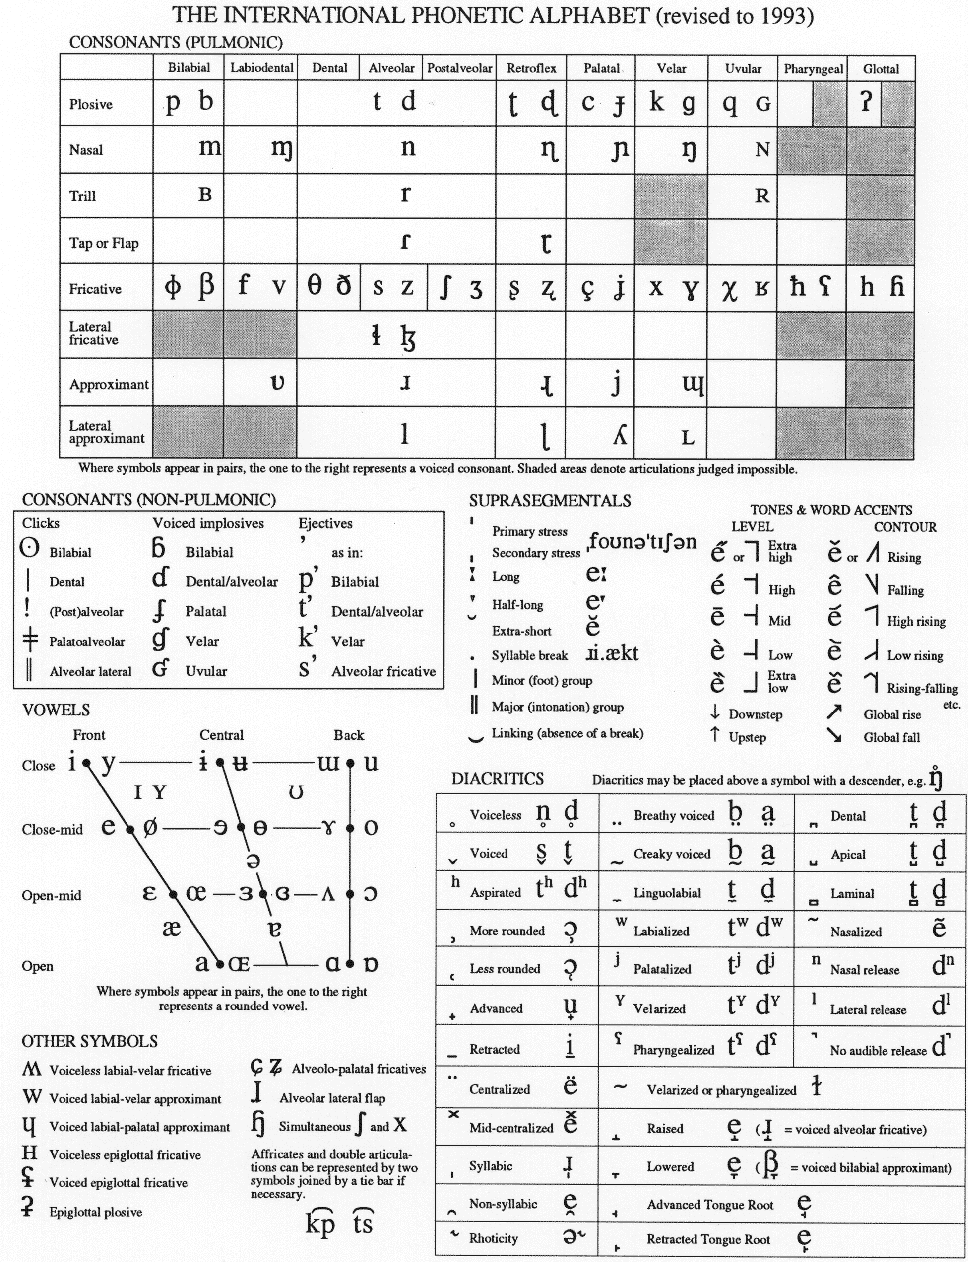 THE INTERNATIONAL PHONETIC ALPHABET (revised to 1993)
CONSONANTS (PULMONIC)
Bilabial Labiodental Dental Alveolar Postalveolar Retroflex Palatal Velar Uvular Pharyngeal Glottal
Plosive p b t d ʈ ɖ c ɟ k ɡ q ɢ ʔ
Nasal m ɱ n ɳ ɲ ŋ ɴ
Trill ʙ r ʀ
Tap or Flap ɾ ɽ
Fricative ɸ β f v θ ð s z ʃ ʒ ʂ ʐ ç ʝ x ɣ χ ʁ ħ ʕ h ɦ
Lateral
fricative ɬ ɮ
Approximant ʋ ɹ ɻ j ɰ
Lateral
approximant l ɭ ʎ ʟ
Where symbols appear in pairs, the one to the right represents a voiced consonant. Shaded areas denote articulations judged impossible.
CONSONANTS (NON-PULMONIC)
Clicks Voiced implosives Ejectives
ʘ Bilabial ɓ Bilabial ʼ as in:
ǀ Dental ɗ Dental/alveolar pʼ Bilabial
ǃ (Post)alveolar ʄ Palatal tʼ Dental/alveolar
ǂ Palatoalveolar ɠ Velar kʼ Velar
ǁ Alveolar lateral ʛ Uvular sʼ Alveolar fricative
SUPRASEGMENTALS
ˈ Primary stress
ˌ Secondary stress ˌfoʊnəˈtɪʃən
ː Long eː
ˑ Half-long eˑ
̆ Extra-short ĕ
. Syllable break ɹi.ækt
| Minor (foot) group
‖ Major (intonation) group
‿ Linking (absence of a break)
TONES & WORD ACCENTS
LEVEL CONTOUR
e̋ or ˥ Extra high ě or ˩˥ Rising
é ˦ High ê ˥˩ Falling
ē ˧ Mid e᷄ ˦˥ High rising
è ˨ Low e᷅ ˩˨ Low rising
ȅ ˩ Extra low e᷈ ˧˦˧ Rising-falling
etc.
↓ Downstep ↗ Global rise
↑ Upstep ↘ Global fall
VOWELS
Front Central Back
Close i y ɨ ʉ ɯ u
ɪ ʏ ʊ
Close-mid e ø ɘ ɵ ɤ o
ə
Open-mid ɛ œ ɜ ɞ ʌ ɔ
æ ɐ
Open a ɶ ɑ ɒ
Where symbols appear in pairs, the one to the right
represents a rounded vowel.
OTHER SYMBOLS
ʍ Voiceless labial-velar fricative ɕ ʑ Alveolo-palatal fricatives
w Voiced labial-velar approximant ɺ Alveolar lateral flap
ɥ Voiced labial-palatal approximant ɧ Simultaneous ʃ and x
ʜ Voiceless epiglottal fricative
ʢ Voiced epiglottal fricative
ʡ Epiglottal plosive
Affricates and double articula-
tions can be represented by two
symbols joined by a tie bar if
necessary.
k͡p t͡s
DIACRITICS Diacritics may be placed above a symbol with a descender, e.g. ŋ̊
̥ Voiceless n̥ d̥ ̤ Breathy voiced b̤ a̤ ̪ Dental t̪ d̪
̬ Voiced s̬ t̬ ̰ Creaky voiced b̰ a̰ ̺ Apical t̺ d̺
ʰ Aspirated tʰ dʰ ̼ Linguolabial t̼ d̼ ̻ Laminal t̻ d̻
̹ More rounded ɔ̹ ʷ Labialized tʷ dʷ ̃ Nasalized ẽ
̜ Less rounded ɔ̜ ʲ Palatalized tʲ dʲ ⁿ Nasal release dⁿ
̟ Advanced u̟ ˠ Velarized tˠ dˠ ˡ Lateral release dˡ
̠ Retracted i̠ ˤ Pharyngealized tˤ dˤ ̚ No audible release d̚
̈ Centralized ë ̴ Velarized or pharyngealized ɫ
̽ Mid-centralized e̽ ̝ Raised e̝ (ɹ̝ = voiced alveolar fricative)
̩ Syllabic ɹ̩ ̞ Lowered e̞ (β̞ = voiced bilabial approximant)
̯ Non-syllabic e̯ ̘ Advanced Tongue Root e̘
˞ Rhoticity ə˞ ̙ Retracted Tongue Root e̙